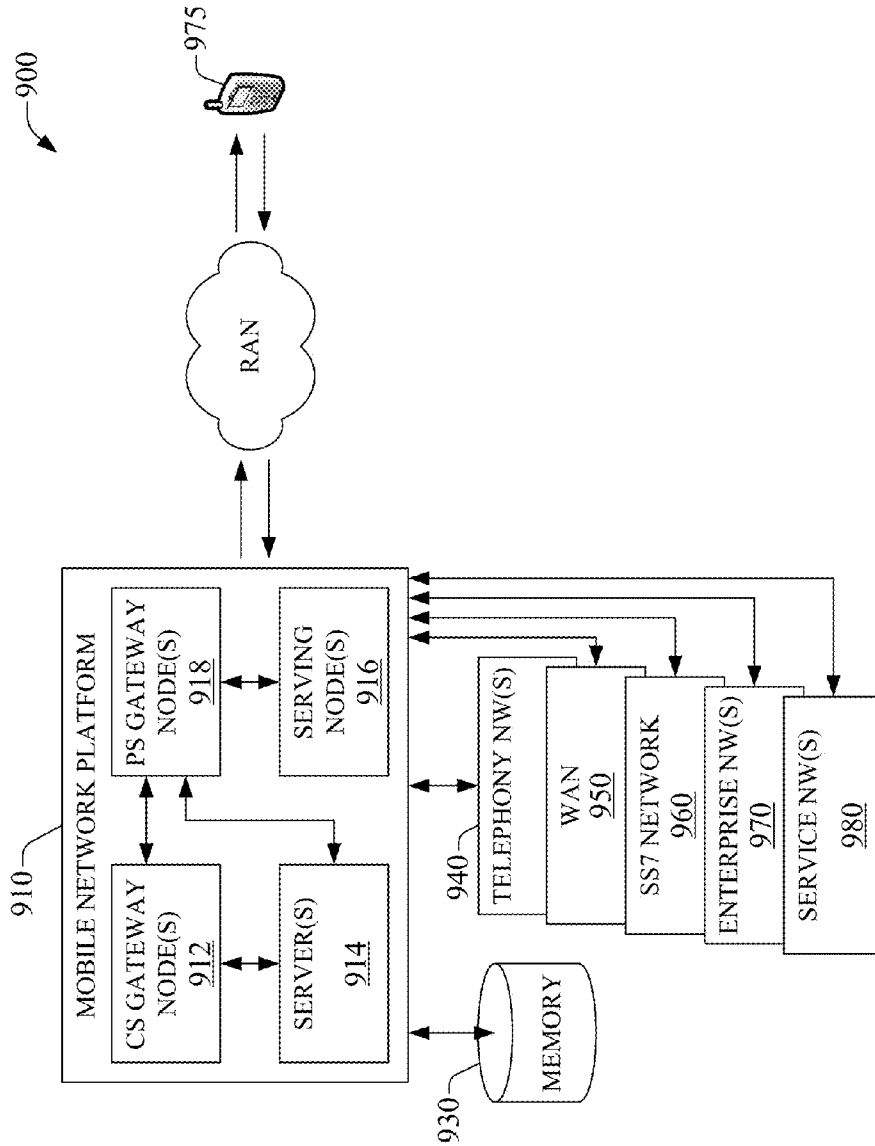 900
910
MOBILE NETWORK PLATFORM
CS GATEWAY
NODE(S)
912
PS GATEWAY
NODE(S)
918
SERVER(S)
914
SERVING
NODE(S)
916
RAN
975
930
MEMORY
940
TELEPHONY NW(S)
WAN
950
SS7 NETWORK
960
ENTERPRISE NW(S)
970
SERVICE NW(S)
980